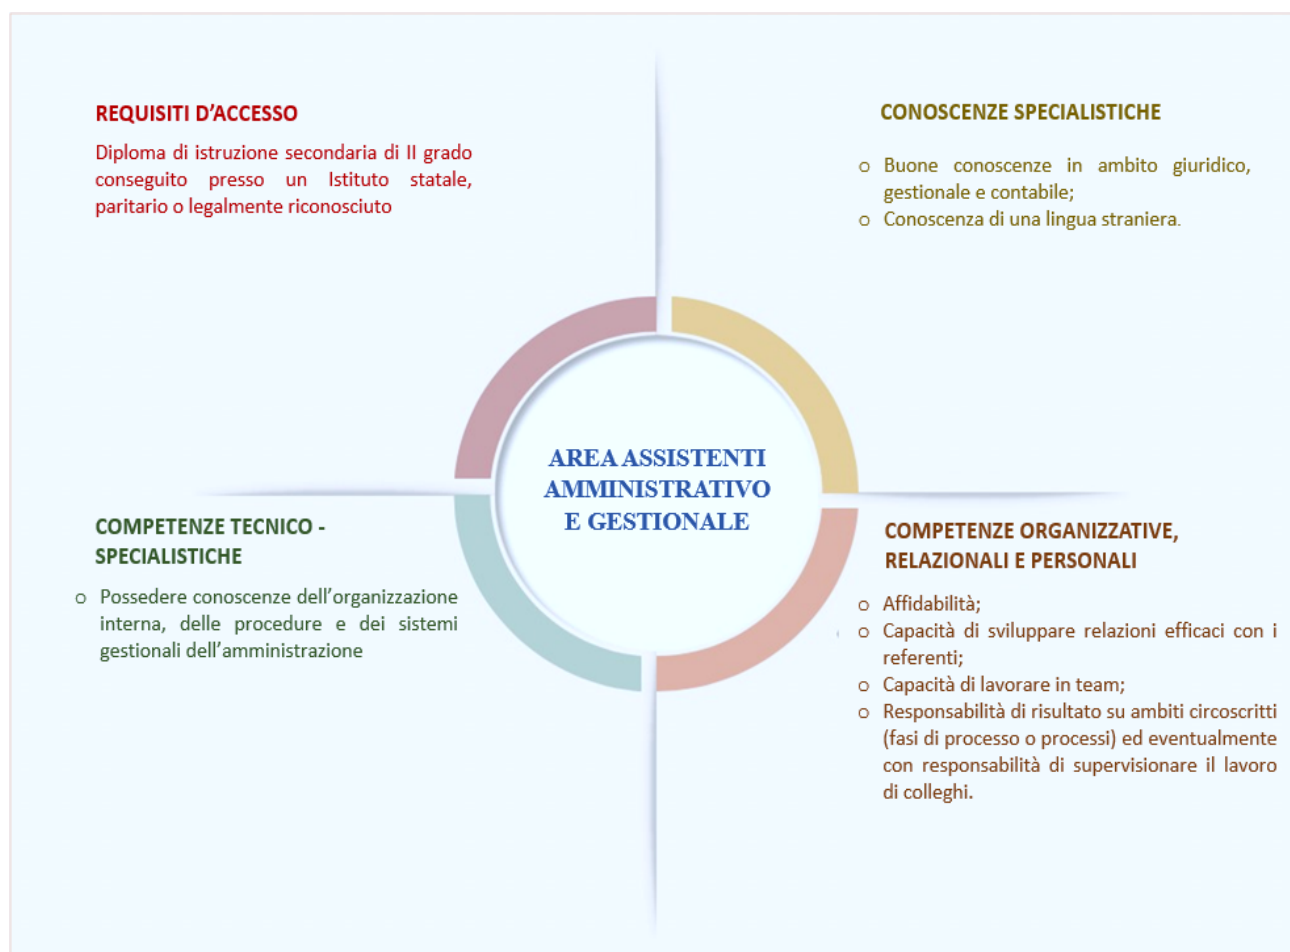 REQUISITI D’ACCESSO
Diploma di istruzione secondaria di II grado
conseguito presso un Istituto statale,
paritario o legalmente riconosciuto
CONOSCENZE SPECIALISTICHE
o Buone conoscenze in ambito giuridico,
gestionale e contabile;
o Conoscenza di una lingua straniera.
AREA ASSISTENTI
AMMINISTRATIVO
E GESTIONALE
COMPETENZE TECNICO -
SPECIALISTICHE
o Possedere conoscenze dell’organizzazione
interna, delle procedure e dei sistemi
gestionali dell’amministrazione
COMPETENZE ORGANIZZATIVE,
RELAZIONALI E PERSONALI
o Affidabilità;
o Capacità di sviluppare relazioni efficaci con i
referenti;
o Capacità di lavorare in team;
o Responsabilità di risultato su ambiti circoscritti
(fasi di processo o processi) ed eventualmente
con responsabilità di supervisionare il lavoro
di colleghi.